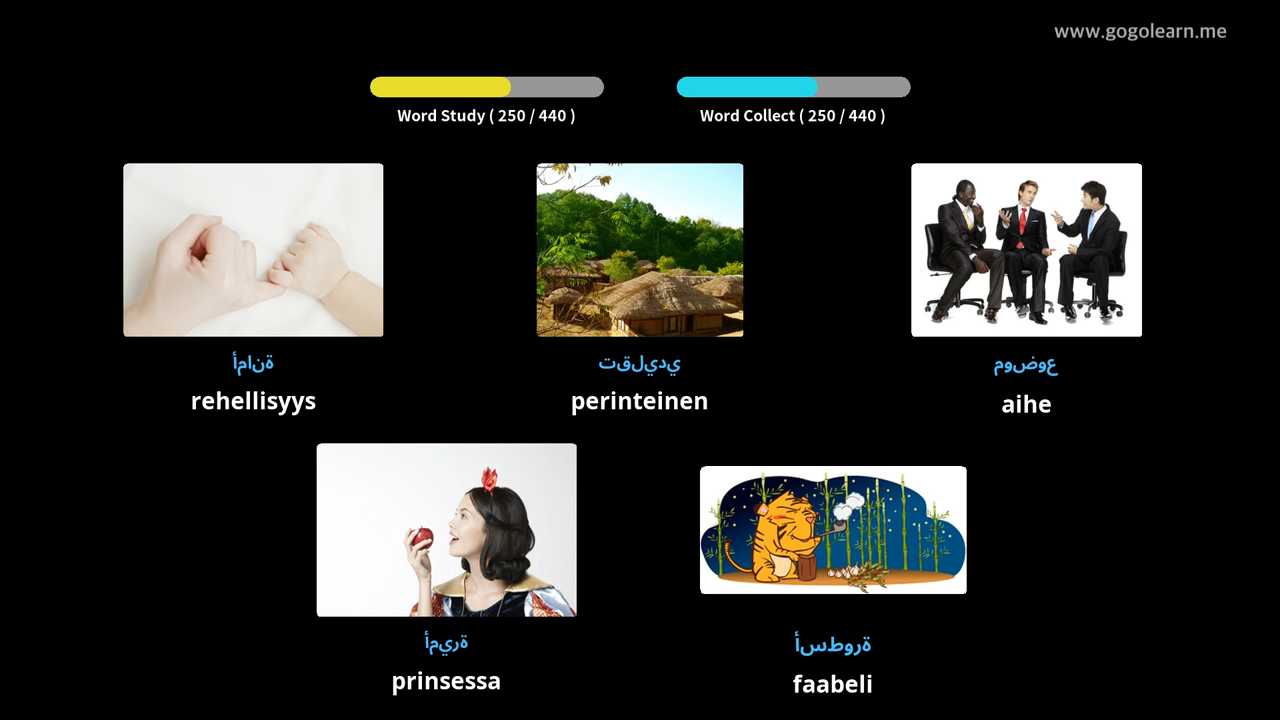 www.gogolearn.me
Word Study ( 250 / 440 )
Word Collect ( 250 / 440 )
أمانة
rehellisyys
تقليدي
perinteinen
موضوع
aihe
أميرة
prinsessa
أسطورة
faabeli